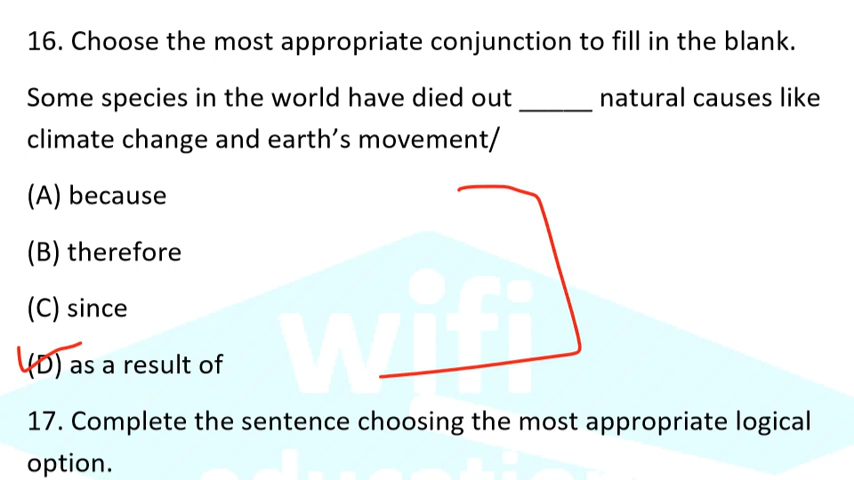 16. Choose the most appropriate conjunction to fill in the blank.
Some species in the world have died out _____ natural causes like
climate change and earth’s movement/
(A) because
(B) therefore
(C) since
(D) as a result of
wifi
education
17. Complete the sentence choosing the most appropriate logical
option.